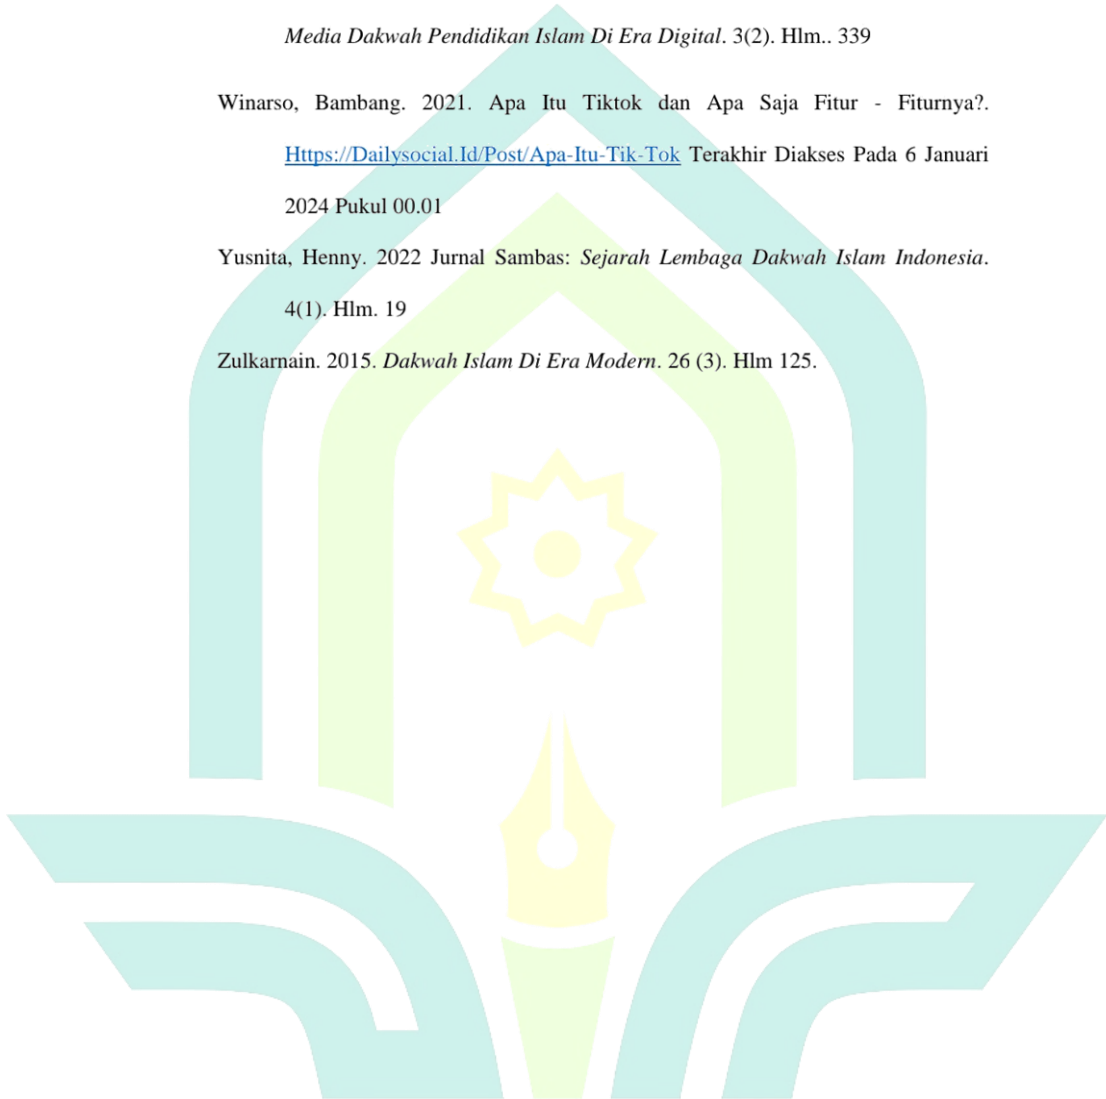 Media Dakwah Pendidikan Islam Di Era Digital. 3(2). Hlm.. 339
Winarso, Bambang. 2021. Apa Itu Tiktok dan Apa Saja Fitur - Fiturnya?.
Https://Dailysocial.Id/Post/Apa-Itu-Tik-Tok Terakhir Diakses Pada 6 Januari
2024 Pukul 00.01
Yusnita, Henny. 2022 Jurnal Sambas: Sejarah Lembaga Dakwah Islam Indonesia.
4(1). Hlm. 19
Zulkarnain. 2015. Dakwah Islam Di Era Modern. 26 (3). Hlm 125.